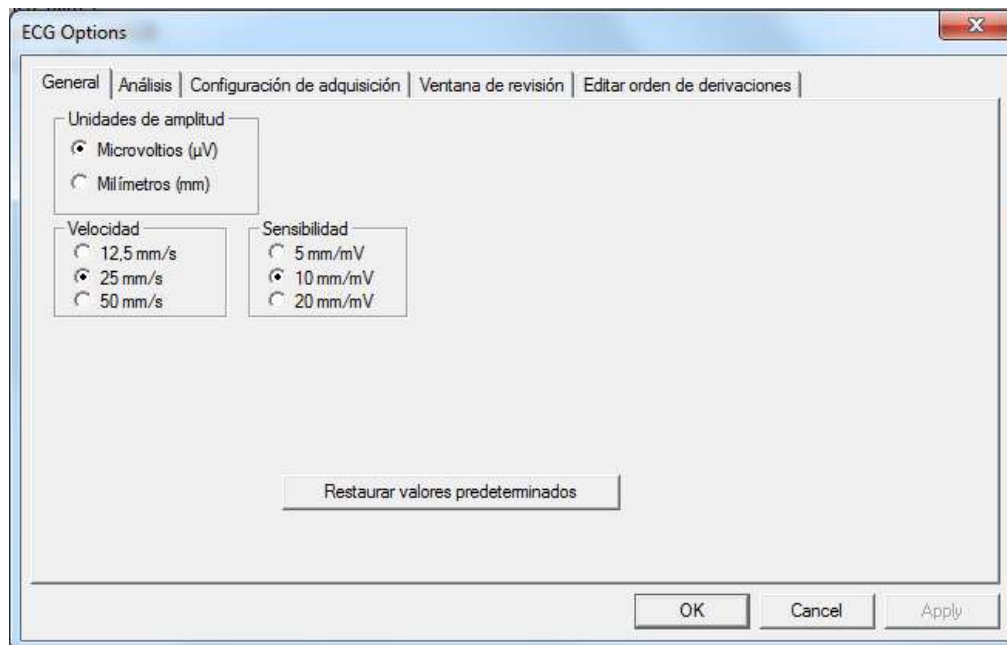 ECG Options
General Análisis Configuración de adquisición Ventana de revisión Editar orden de derivaciones
Unidades de amplitud
Microvoltios (µV)
Milímetros (mm)
Velocidad
12,5 mm/s
25 mm/s
50 mm/s
Sensibilidad
5 mm/mV
10 mm/mV
20 mm/mV
Restaurar valores predeterminados
OK Cancel Apply